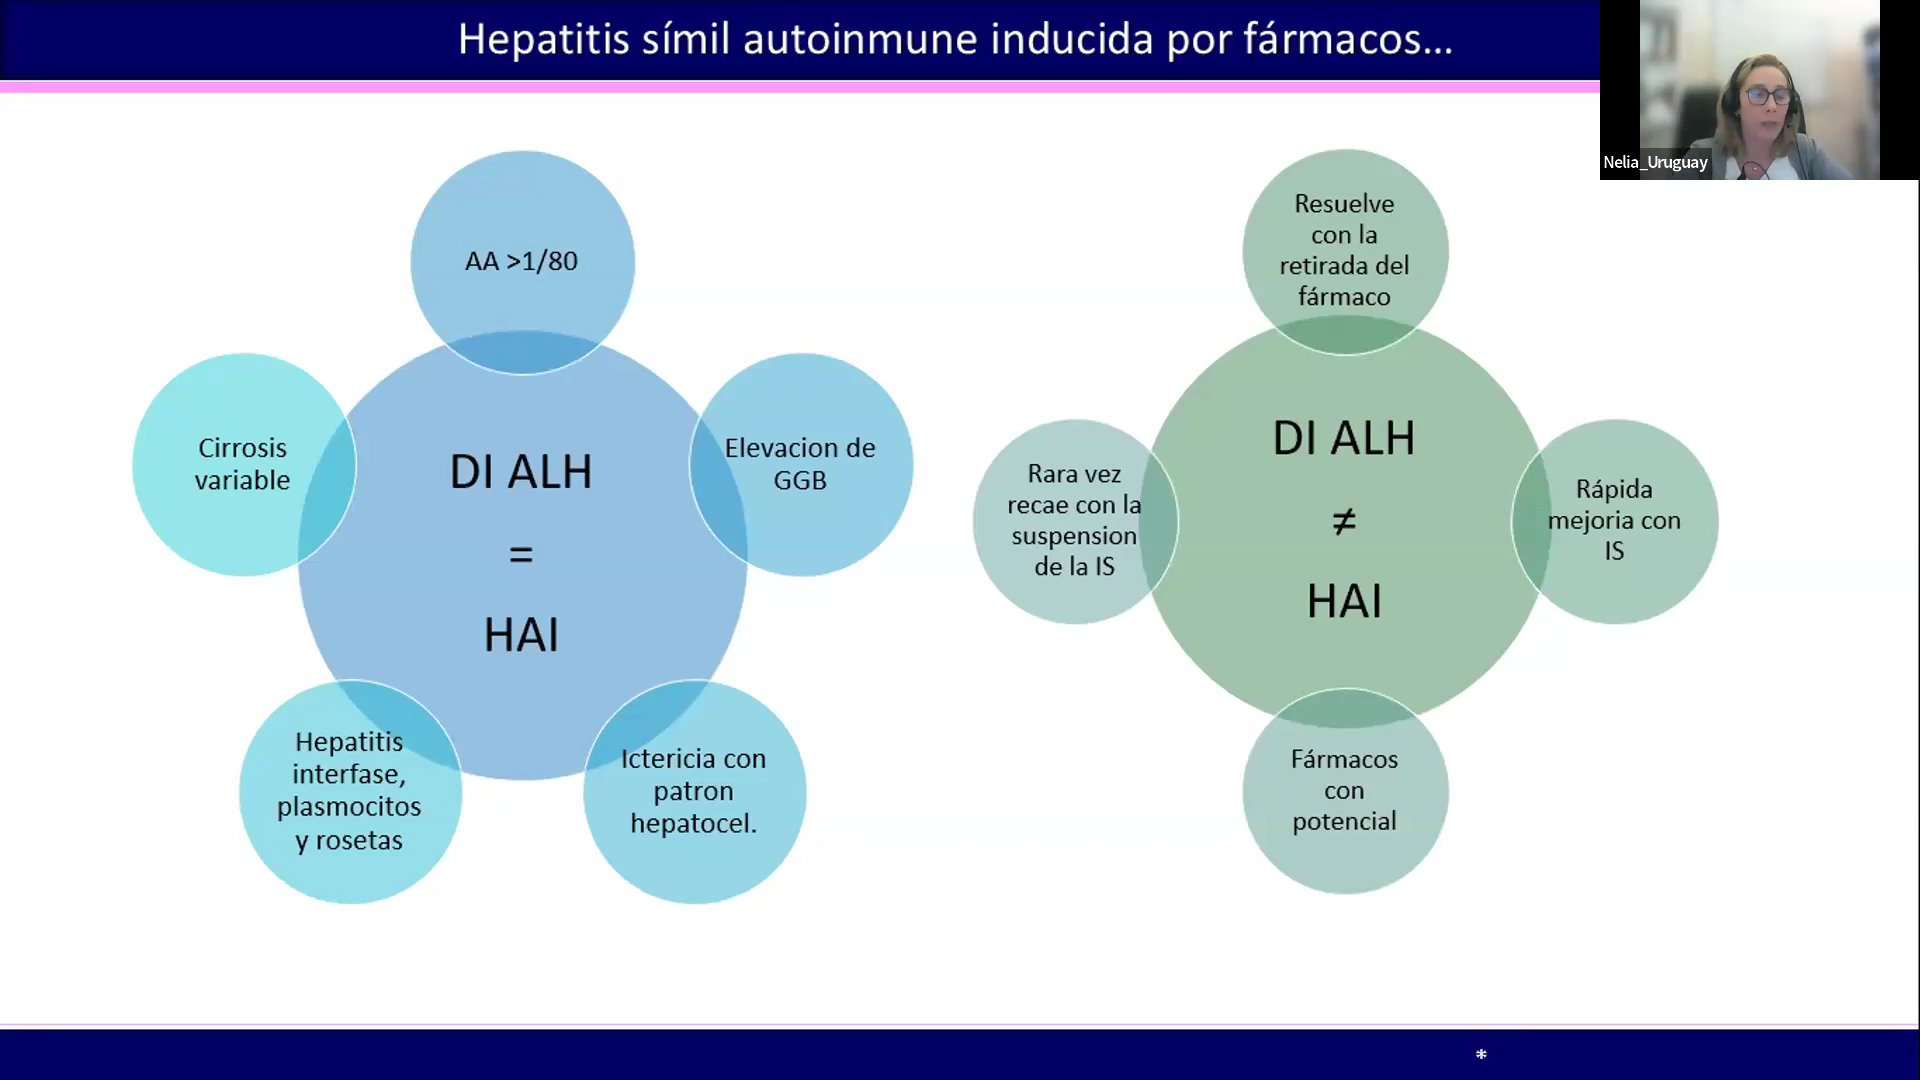 Hepatitis símil autoinmune inducida por fármacos...
Nelia_Uruguay
AA >1/80
Cirrosis
variable
Elevacion de
GGB
DI ALH
=
HAI
Hepatitis
interfase,
plasmocitos
y rosetas
Ictericia con
patron
hepatocel.
Resuelve
con la
retirada del
fármaco
Rara vez
recae con la
suspension
de la IS
DI ALH
≠
HAI
Rápida
mejoria con
IS
Fármacos
con
potencial
*